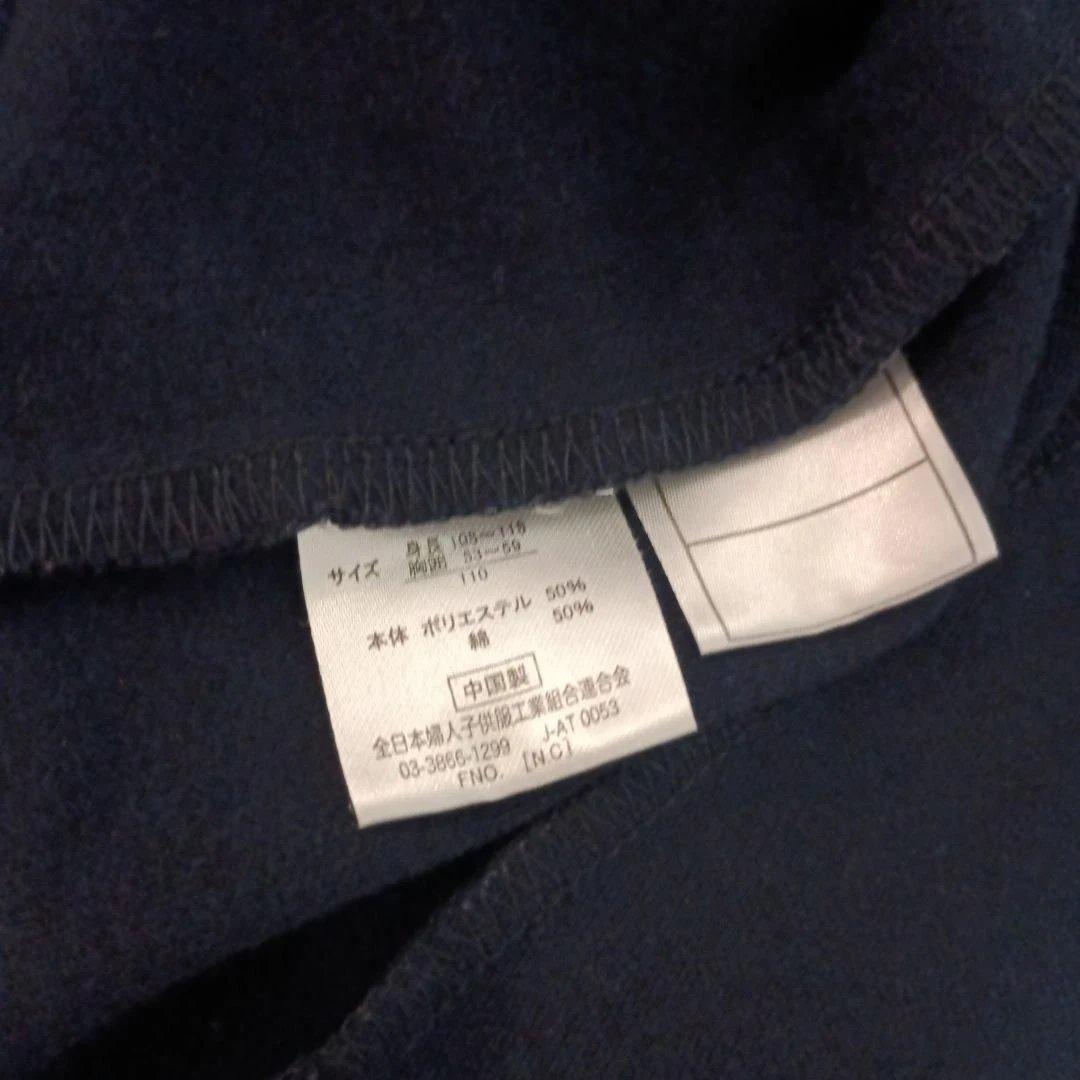 サイズ 身長 105〜115
胸囲 53〜59
110
本体 ポリエステル 50%
綿 50%
中国製
全日本婦人子供服工業組合連合会
03-3866-1299 J-AT 0053
FNO. [N.C]